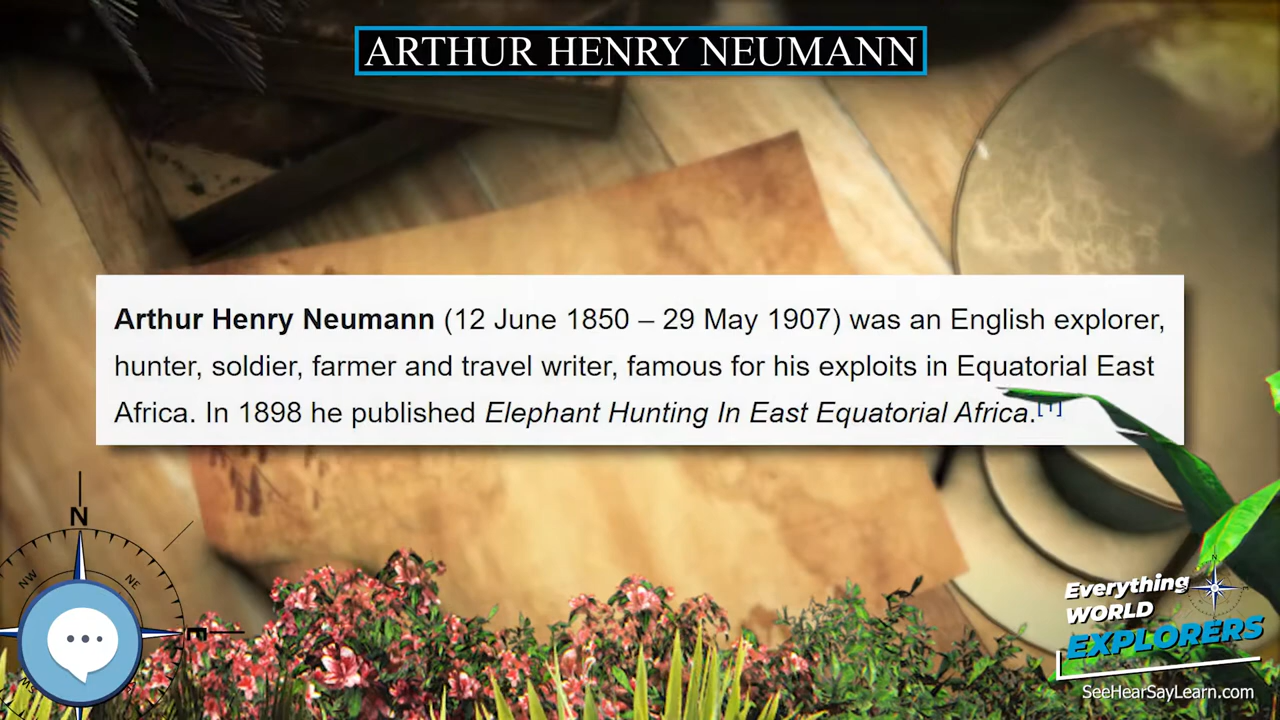 ARTHUR HENRY NEUMANN
Arthur Henry Neumann (12 June 1850 – 29 May 1907) was an English explorer,
hunter, soldier, farmer and travel writer, famous for his exploits in Equatorial East
Africa. In 1898 he published Elephant Hunting In East Equatorial Africa.[1]
N
NW
NE
E
Everything
WORLD
EXPLORERS
SeeHearSayLearn.com